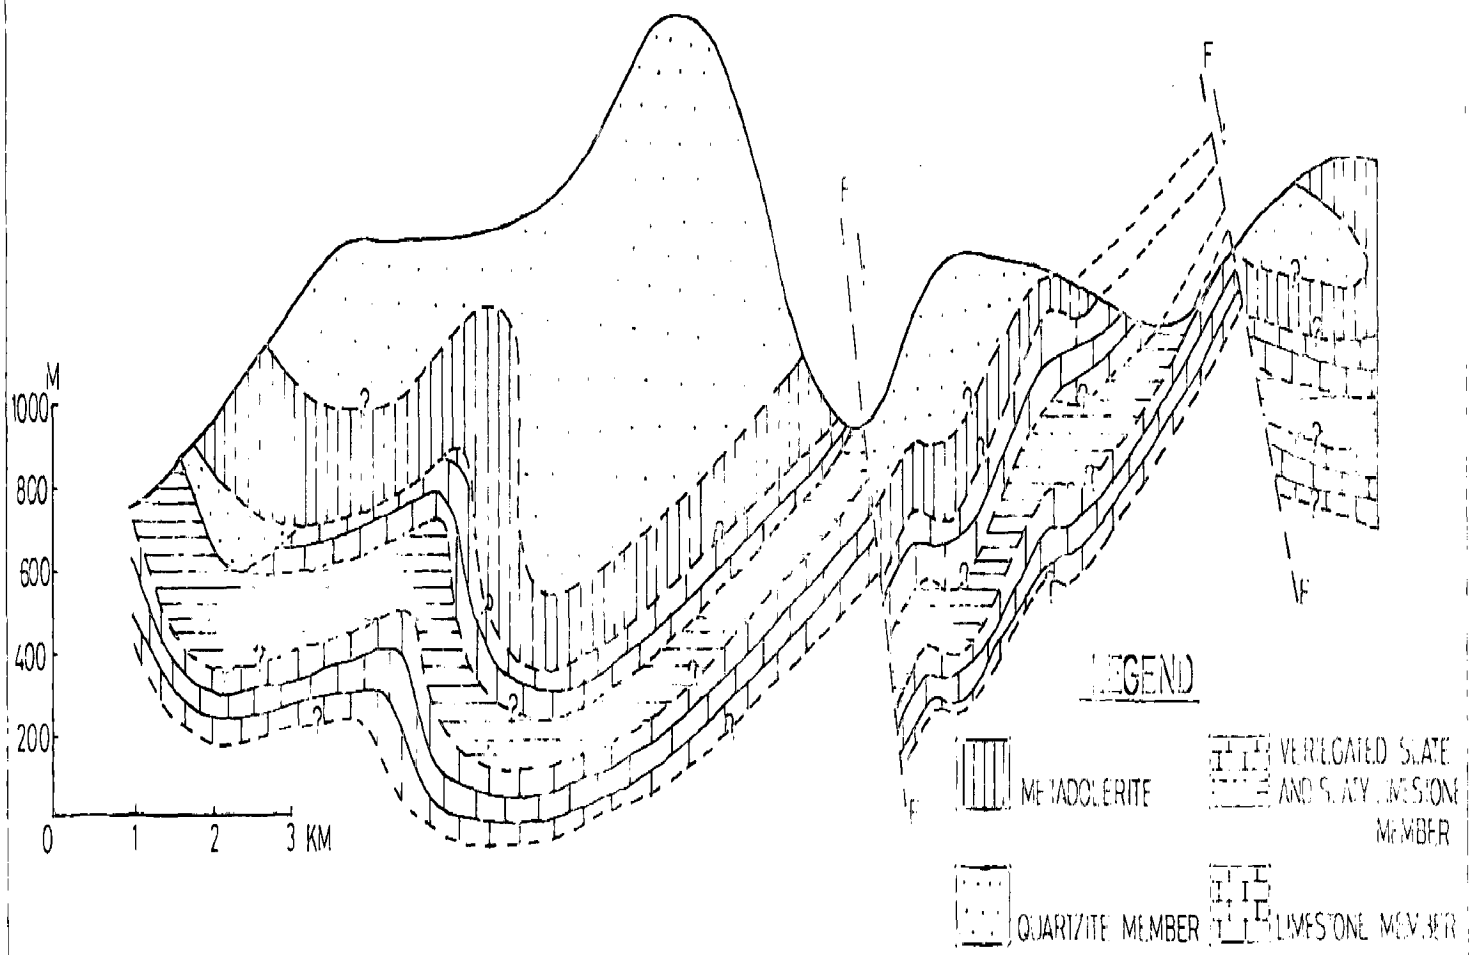 F
F
M
1000
800
600
400
200
0
1
2
3 KM
?
?
?
?
?
?
?
?
?
?
?
?
?
F
F
LEGEND
METADOLERITE
VERIEGATED SLATE
AND SLATY LIMESTONE
MEMBER
QUARTZITE MEMBER
LIMESTONE MEMBER